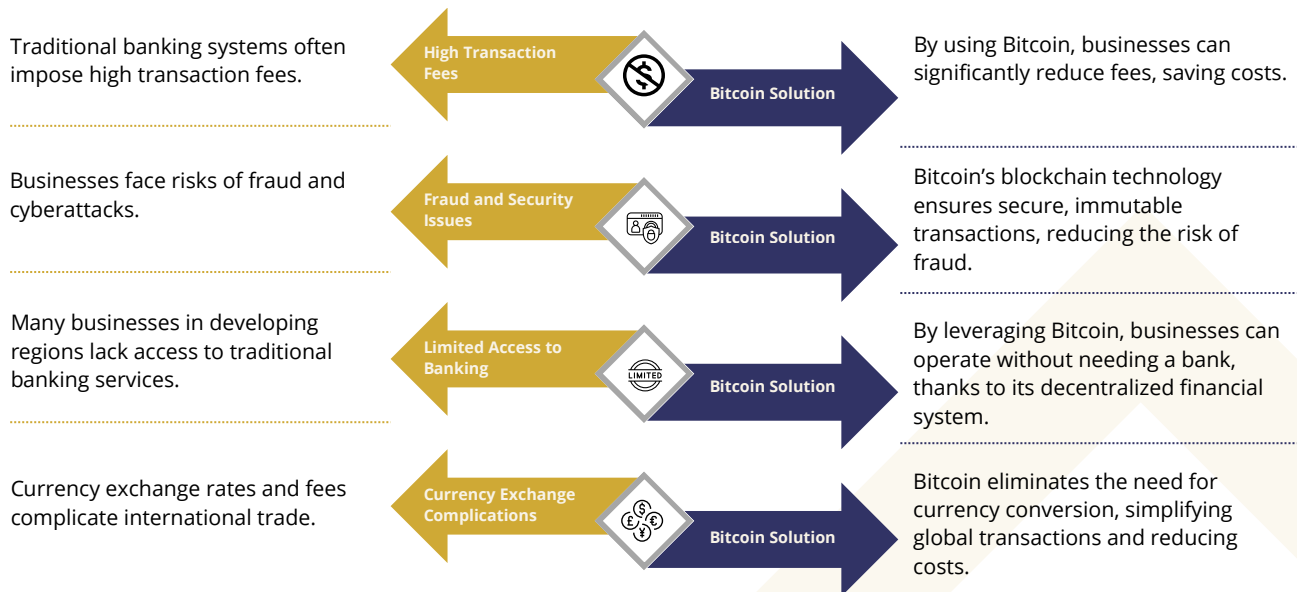 Traditional banking systems often
impose high transaction fees.
High Transaction
Fees
Bitcoin Solution
By using Bitcoin, businesses can
significantly reduce fees, saving costs.
Businesses face risks of fraud and
cyberattacks.
Fraud and Security
Issues
Bitcoin Solution
Bitcoin’s blockchain technology
ensures secure, immutable
transactions, reducing the risk of
fraud.
Many businesses in developing
regions lack access to traditional
banking services.
Limited Access to
Banking
LIMITED
Bitcoin Solution
By leveraging Bitcoin, businesses can
operate without needing a bank,
thanks to its decentralized financial
system.
Currency exchange rates and fees
complicate international trade.
Currency Exchange
Complications
$
£ €
¥
Bitcoin Solution
Bitcoin eliminates the need for
currency conversion, simplifying
global transactions and reducing
costs.